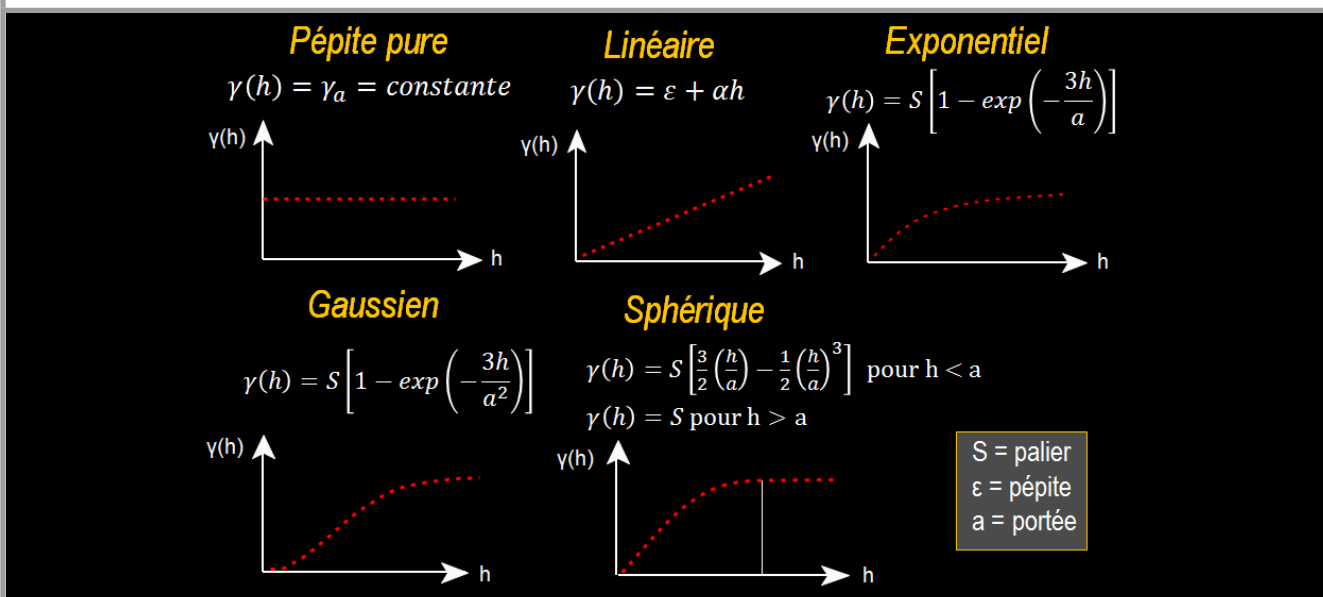 Pépite pure
γ(h) = γₐ = constante
γ(h)
h
Linéaire
γ(h) = ε + αh
γ(h)
h
Exponentiel
γ(h) = S[1 − exp(−3h/a)]
γ(h)
h
Gaussien
γ(h) = S[1 − exp(−3h/a²)]
γ(h)
h
Sphérique
γ(h) = S[3/2(h/a) − 1/2(h/a)³] pour h < a
γ(h) = S pour h > a
γ(h)
h
S = palier
ε = pépite
a = portée